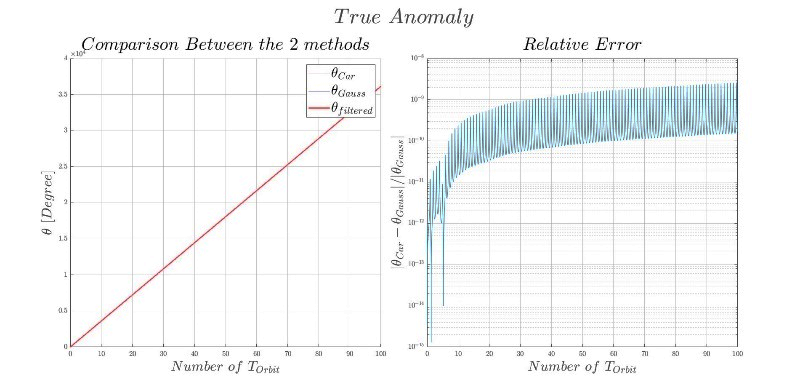 True Anomaly
Comparison Between the 2 methods
×10⁴
4
3.5
3
2.5
2
1.5
1
0.5
0
θ [Degree]
θ_Car
θ_Gauss
θ_filtered
0 10 20 30 40 50 60 70 80 90 100
Number of T_Orbit
Relative Error
10⁻⁸
10⁻⁹
10⁻¹⁰
10⁻¹¹
10⁻¹²
10⁻¹³
10⁻¹⁴
10⁻¹⁵
|θ_Car − θ_Gauss|/|θ_Gauss|
0 10 20 30 40 50 60 70 80 90 100
Number of T_Orbit